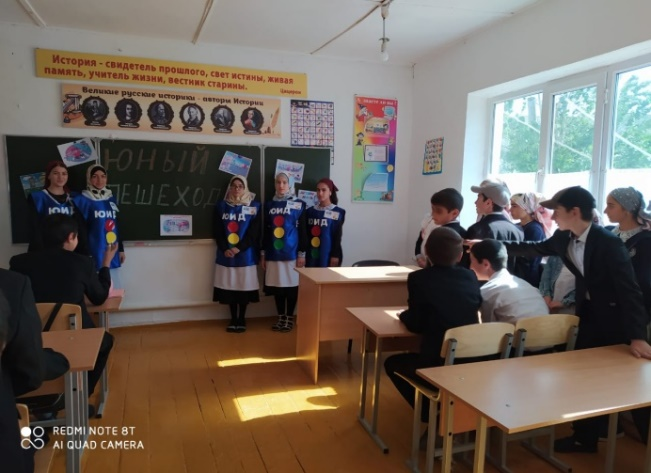 История - свидетель прошлого, свет истины, живая
память, учитель жизни, вестник старины.
Цицерон
Великие русские историки - авторы Истории
ЮНЫЙ
ПЕШЕХОД
ЮИД
ЮИД
ЮИД
ЮИД
ЮИД
REDMI NOTE 8T
AI QUAD CAMERA